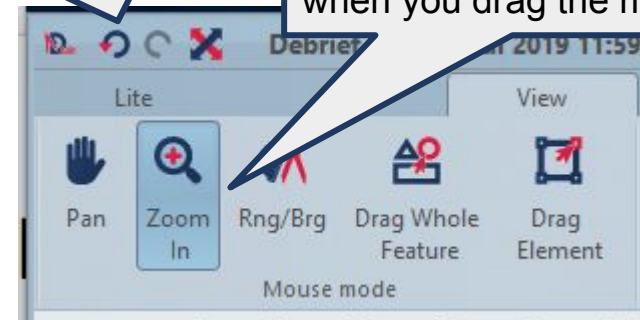 when you drag the m
Debrief 2019 11:59
Lite View
Pan Zoom In Rng/Brg Drag Whole Feature Drag Element
Mouse mode